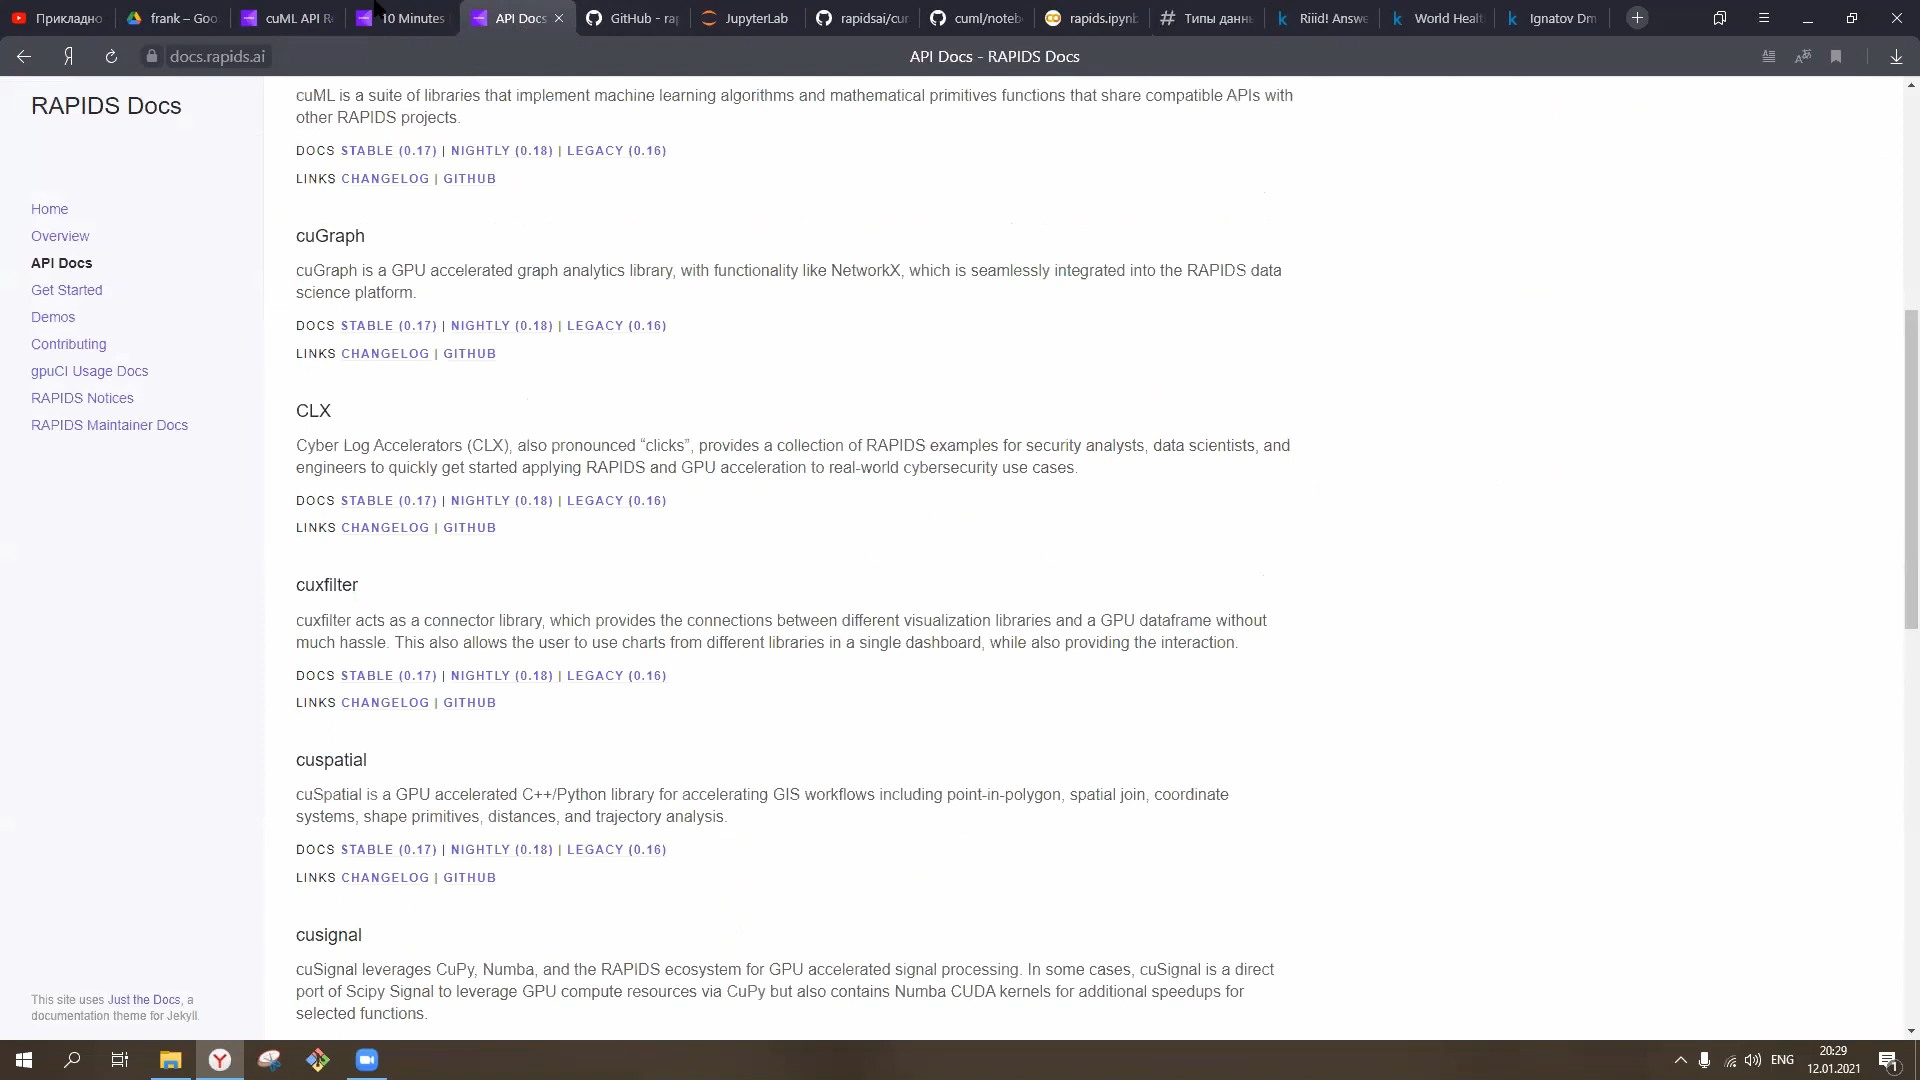 Прикладно
frank – Goo
cuML API R
10 Minutes
API Docs
GitHub - rap
JupyterLab
rapidsai/cu
cuml/noteb
rapids.ipynb
Типы данн
Riiid! Answe
World Healt
Ignatov Dm
docs.rapids.ai
API Docs - RAPIDS Docs
RAPIDS Docs
Home
Overview
API Docs
Get Started
Demos
Contributing
gpuCI Usage Docs
RAPIDS Notices
RAPIDS Maintainer Docs
This site uses Just the Docs, a
documentation theme for Jekyll.
cuML is a suite of libraries that implement machine learning algorithms and mathematical primitives functions that share compatible APIs with
other RAPIDS projects.
DOCS STABLE (0.17) | NIGHTLY (0.18) | LEGACY (0.16)
LINKS CHANGELOG | GITHUB
cuGraph
cuGraph is a GPU accelerated graph analytics library, with functionality like NetworkX, which is seamlessly integrated into the RAPIDS data
science platform.
DOCS STABLE (0.17) | NIGHTLY (0.18) | LEGACY (0.16)
LINKS CHANGELOG | GITHUB
CLX
Cyber Log Accelerators (CLX), also pronounced “clicks”, provides a collection of RAPIDS examples for security analysts, data scientists, and
engineers to quickly get started applying RAPIDS and GPU acceleration to real-world cybersecurity use cases.
DOCS STABLE (0.17) | NIGHTLY (0.18) | LEGACY (0.16)
LINKS CHANGELOG | GITHUB
cuxfilter
cuxfilter acts as a connector library, which provides the connections between different visualization libraries and a GPU dataframe without
much hassle. This also allows the user to use charts from different libraries in a single dashboard, while also providing the interaction.
DOCS STABLE (0.17) | NIGHTLY (0.18) | LEGACY (0.16)
LINKS CHANGELOG | GITHUB
cuspatial
cuSpatial is a GPU accelerated C++/Python library for accelerating GIS workflows including point-in-polygon, spatial join, coordinate
systems, shape primitives, distances, and trajectory analysis.
DOCS STABLE (0.17) | NIGHTLY (0.18) | LEGACY (0.16)
LINKS CHANGELOG | GITHUB
cusignal
cuSignal leverages CuPy, Numba, and the RAPIDS ecosystem for GPU accelerated signal processing. In some cases, cuSignal is a direct
port of Scipy Signal to leverage GPU compute resources via CuPy but also contains Numba CUDA kernels for additional speedups for
selected functions.
ENG
20:29
12.01.2021
1